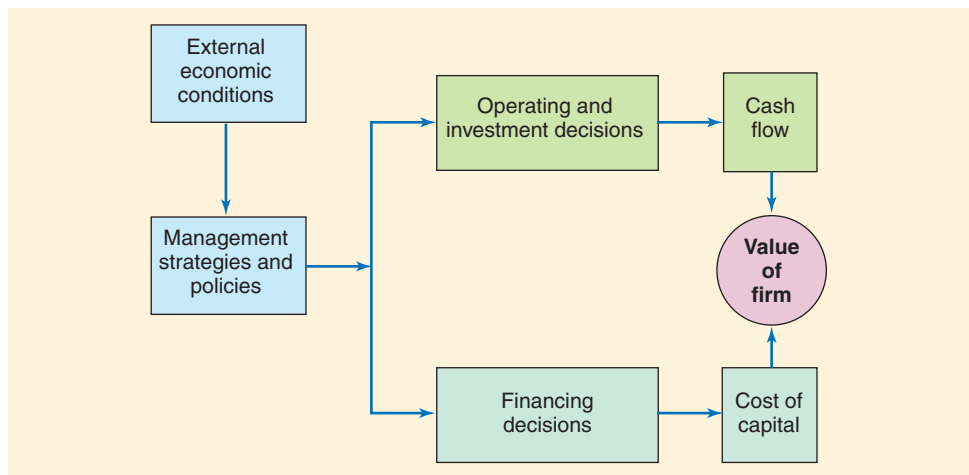 External
economic
conditions
Management
strategies and
policies
Operating and
investment decisions
Cash
flow
Value
of
firm
Financing
decisions
Cost of
capital